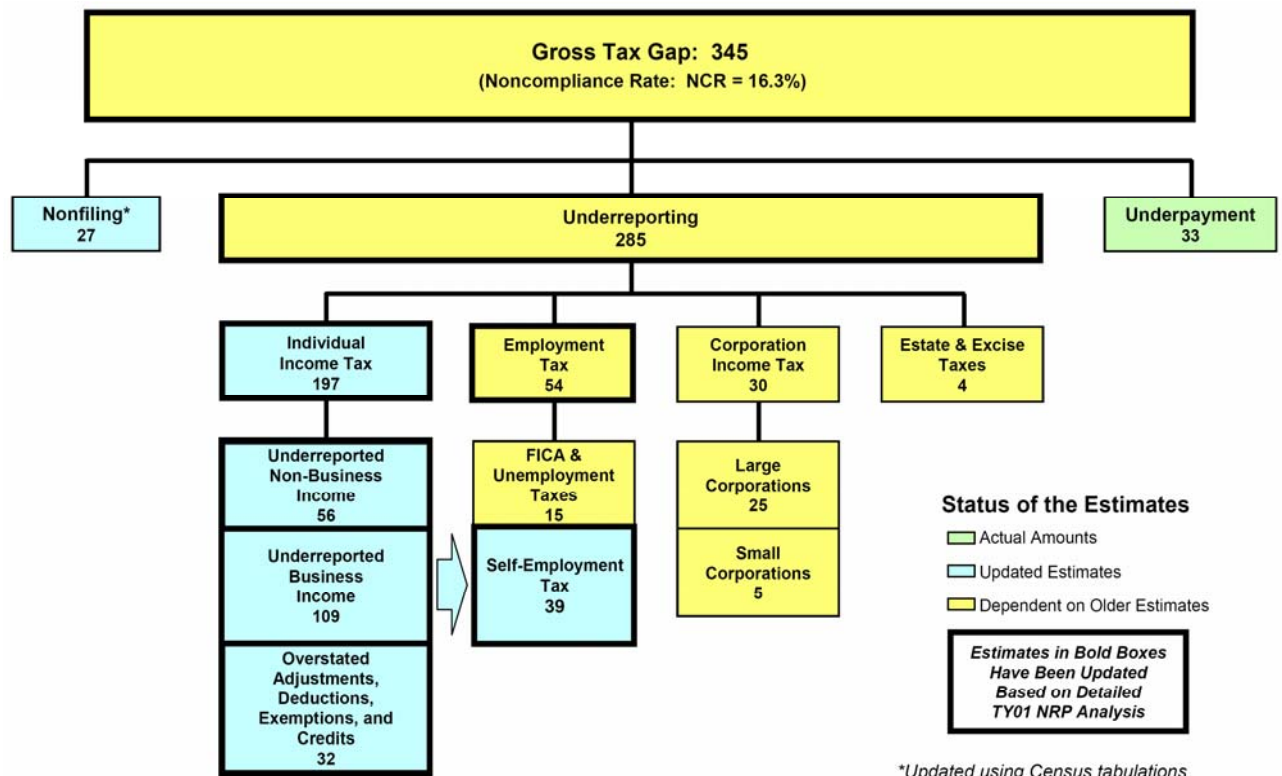 Gross Tax Gap: 345
(Noncompliance Rate: NCR = 16.3%)
Nonfiling*
27
Underreporting
285
Underpayment
33
Individual
Income Tax
197
Employment
Tax
54
Corporation
Income Tax
30
Estate & Excise
Taxes
4
Underreported
Non-Business
Income
56
Underreported
Business
Income
109
Overstated
Adjustments,
Deductions,
Exemptions, and
Credits
32
FICA &
Unemployment
Taxes
15
Self-Employment
Tax
39
Large
Corporations
25
Small
Corporations
5
Status of the Estimates
Actual Amounts
Updated Estimates
Dependent on Older Estimates
Estimates in Bold Boxes
Have Been Updated
Based on Detailed
TY01 NRP Analysis
*Updated using Census tabulations